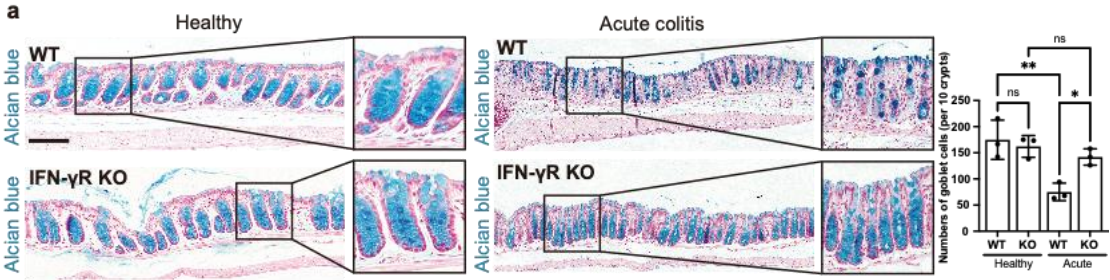 a
Healthy
Acute colitis
Alcian blue
WT
Alcian blue
WT
Alcian blue
IFN-γR KO
Alcian blue
IFN-γR KO
Numbers of goblet cells (per 10 crypts)
ns
**
ns
*
250
200
150
100
50
0
WT KO WT KO
Healthy Acute